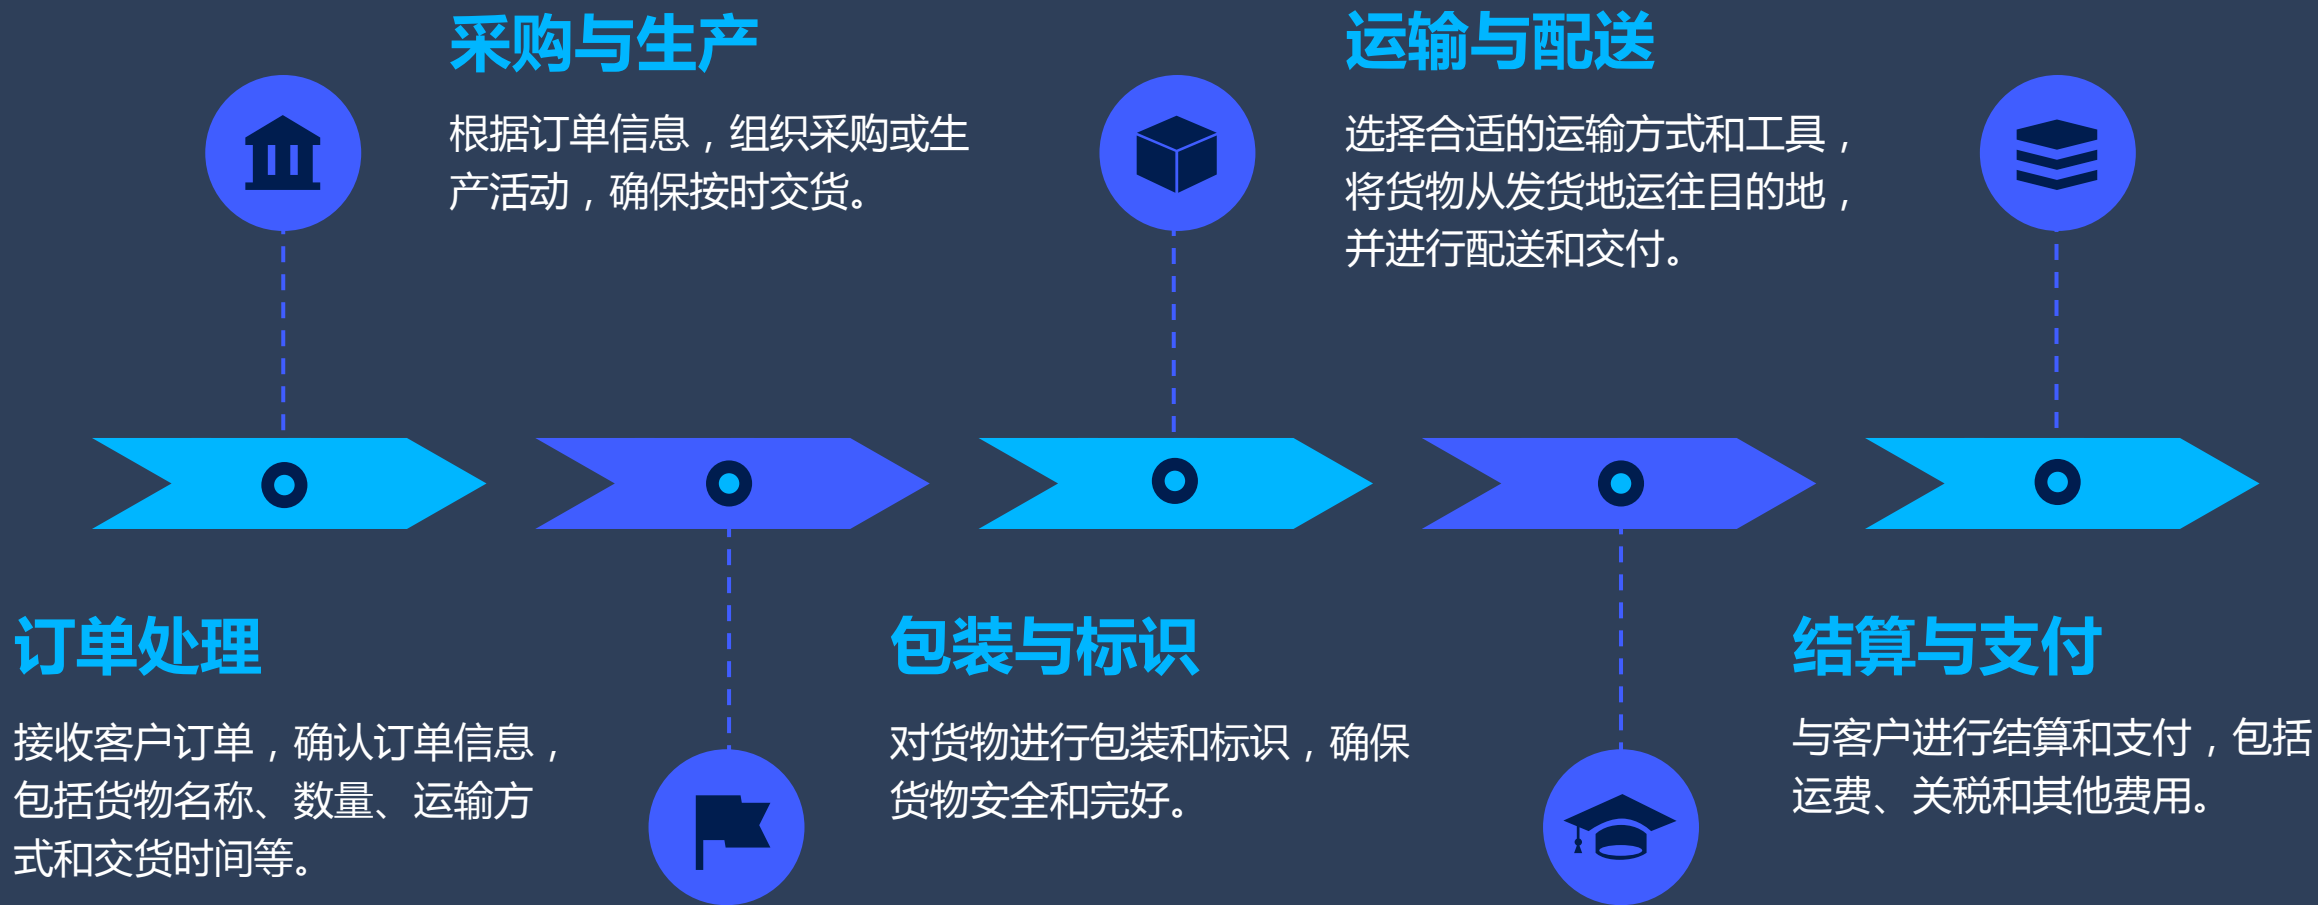 订单处理
接收客户订单，确认订单信息，
包括货物名称、数量、运输方
式和交货时间等。
采购与生产
根据订单信息，组织采购或生
产活动，确保按时交货。
包装与标识
对货物进行包装和标识，确保
货物安全和完好。
运输与配送
选择合适的运输方式和工具，
将货物从发货地运往目的地，
并进行配送和交付。
结算与支付
与客户进行结算和支付，包括
运费、关税和其他费用。